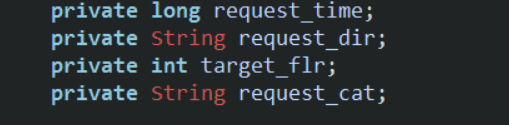 private long request_time;
private String request_dir;
private int target_flr;
private String request_cat;